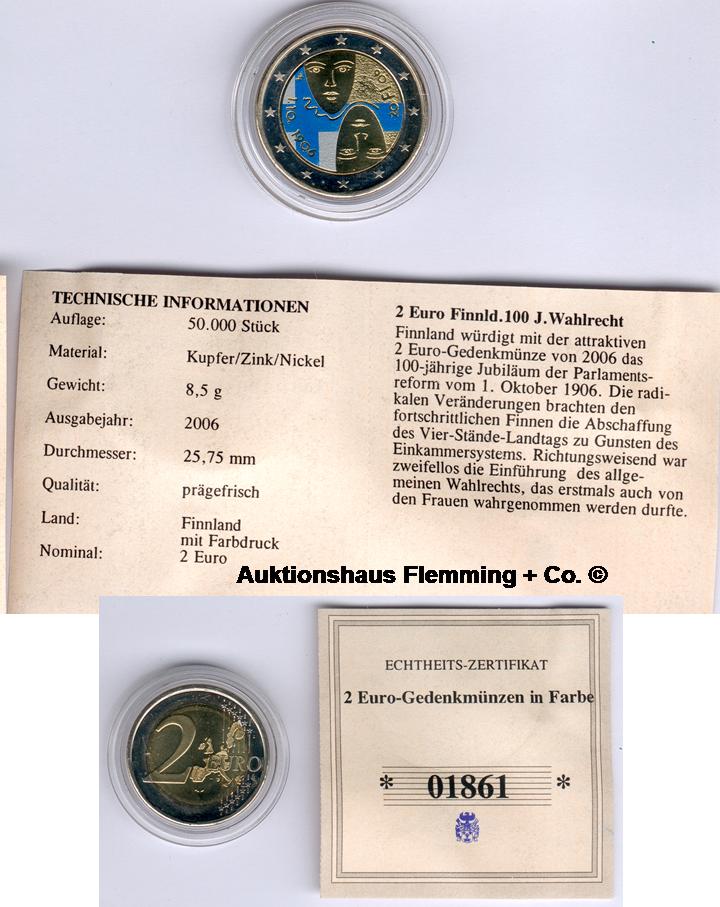 1.10.1906
2006
TECHNISCHE INFORMATIONEN
Auflage: 50.000 Stück
Material: Kupfer/Zink/Nickel
Gewicht: 8,5 g
Ausgabejahr: 2006
Durchmesser: 25,75 mm
Qualität: prägefrisch
Land: Finnland
mit Farbdruck
Nominal: 2 Euro
2 Euro Finnld.100 J.Wahlrecht
Finnland würdigt mit der attraktiven
2 Euro-Gedenkmünze von 2006 das
100-jährige Jubiläum der Parlaments-
reform vom 1. Oktober 1906. Die radi-
kalen Veränderungen brachten den
fortschrittlichen Finnen die Abschaffung
des Vier-Stände-Landtags zu Gunsten des
Einkammersystems. Richtungsweisend war
zweifellos die Einführung des allge-
meinen Wahlrechts, das erstmals auch von
den Frauen wahrgenommen werden durfte.
Auktionshaus Flemming + Co. ©
2 EURO
ECHTHEITS-ZERTIFIKAT
2 Euro-Gedenkmünzen in Farbe
* 01861 *